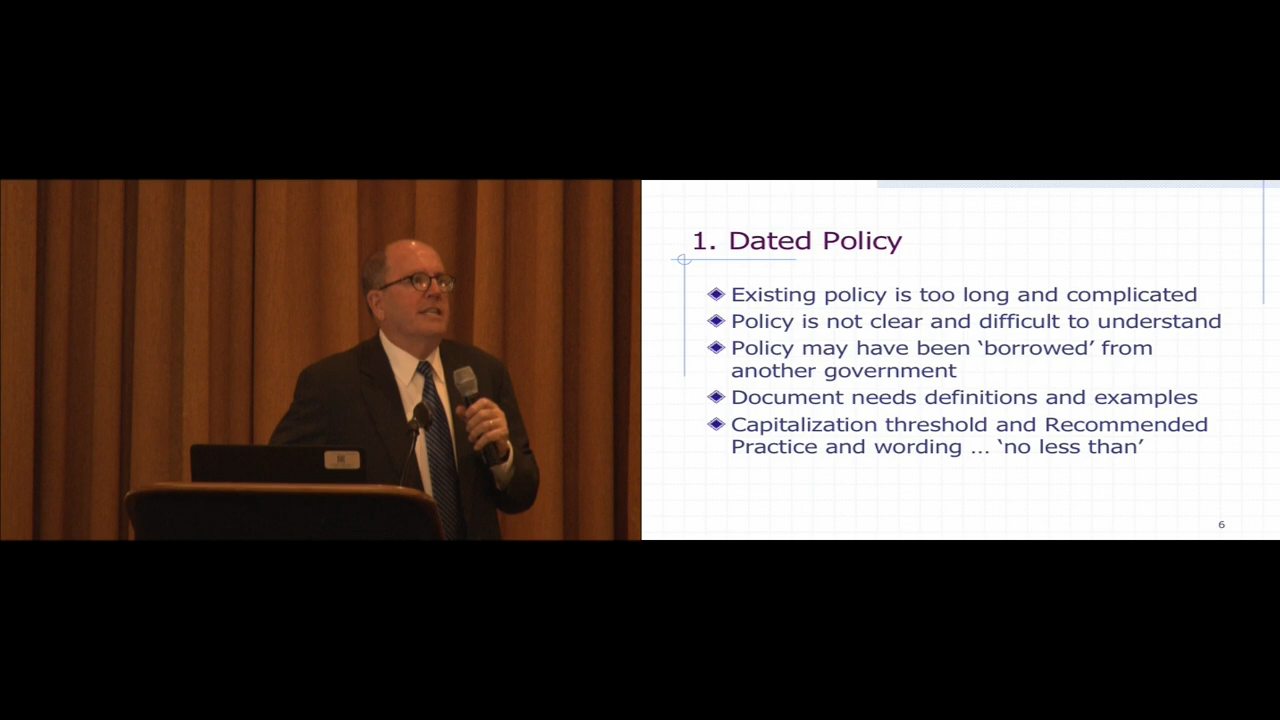 1. Dated Policy
Existing policy is too long and complicated
Policy is not clear and difficult to understand
Policy may have been ‘borrowed’ from
another government
Document needs definitions and examples
Capitalization threshold and Recommended
Practice and wording … ‘no less than’
6